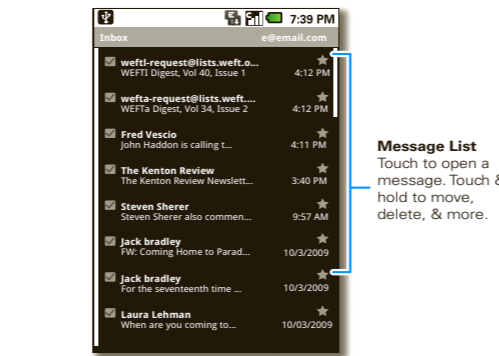 7:39 PM
Inbox e@email.com
weftl-request@lists.weft.o...
WEFTI Digest, Vol 40, Issue 1 4:12 PM
wefta-request@lists.weft....
WEFTa Digest, Vol 34, Issue 2 4:12 PM
Fred Vescio
John Haddon is calling t... 4:11 PM
The Kenton Review
The Kenton Review Newslett... 3:40 PM
Steven Sherer
Steven Sherer also commen... 9:57 AM
Jack bradley
FW: Coming Home to Parad... 10/3/2009
Jack bradley
For the seventeenth time ... 10/3/2009
Laura Lehman
When are you coming to... 10/03/2009
Message List
Touch to open a
message. Touch &
hold to move,
delete, & more.